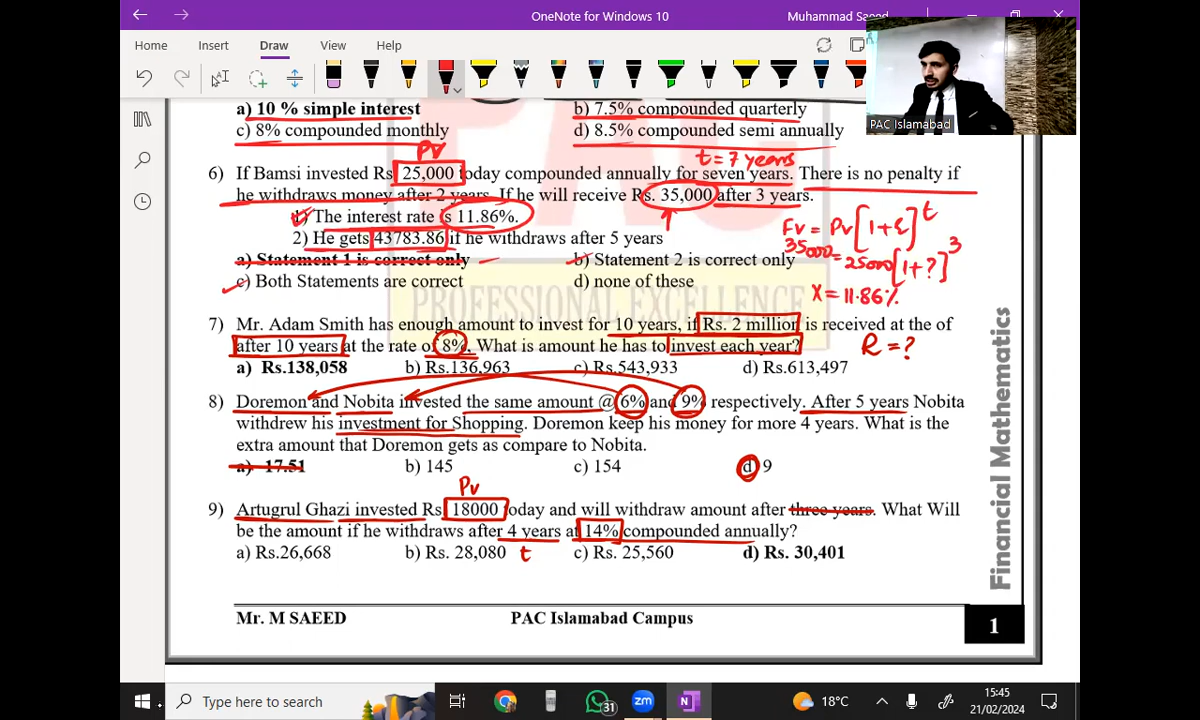 OneNote for Windows 10
Muhammad Saeed
Home Insert Draw View Help
PAC Islamabad
a) 10 % simple interest b) 7.5% compounded quarterly
c) 8% compounded monthly d) 8.5% compounded semi annually
PV t = 7 years
6) If Bamsi invested Rs 25,000 today compounded annually for seven years. There is no penalty if
he withdraws money after 2 years. If he will receive Rs. 35,000 after 3 years.
1) The interest rate is 11.86%.
2) He gets 43783.86 if he withdraws after 5 years
a) Statement 1 is correct only b) Statement 2 is correct only
c) Both Statements are correct d) none of these
FV = PV[1+ɛ]^t
35000=25000[1+?]^3
X=11.86%
PROFESSIONAL EXCELLENCE
7) Mr. Adam Smith has enough amount to invest for 10 years, if Rs. 2 million is received at the of
after 10 years at the rate of 8%. What is amount he has to invest each year? R=?
a) Rs.138,058 b) Rs.136,963 c) Rs.543,933 d) Rs.613,497
8) Doremon and Nobita invested the same amount @ 6% and 9% respectively. After 5 years Nobita
withdrew his investment for Shopping. Doremon keep his money for more 4 years. What is the
extra amount that Doremon gets as compare to Nobita.
a) 17.51 b) 145 c) 154 d) 9
PV
9) Artugrul Ghazi invested Rs 18000 today and will withdraw amount after three years. What Will
be the amount if he withdraws after 4 years at 14% compounded annually?
a) Rs.26,668 b) Rs. 28,080 t c) Rs. 25,560 d) Rs. 30,401
Financial Mathematics
Mr. M SAEED PAC Islamabad Campus 1
Type here to search
31
zm
N
18°C
15:45
21/02/2024